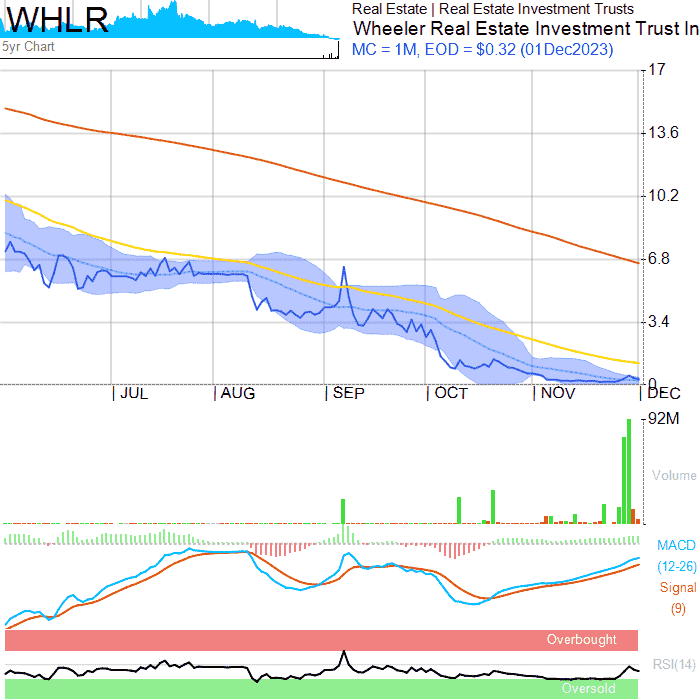 WHLR
5yr Chart
Real Estate | Real Estate Investment Trusts
Wheeler Real Estate Investment Trust In
MC = 1M, EOD = $0.32 (01Dec2023)
17
13.6
10.2
6.8
3.4
0
JUL
AUG
SEP
OCT
NOV
DEC
92M
Volume
MACD
(12-26)
Signal
(9)
Overbought
RSI(14)
Oversold